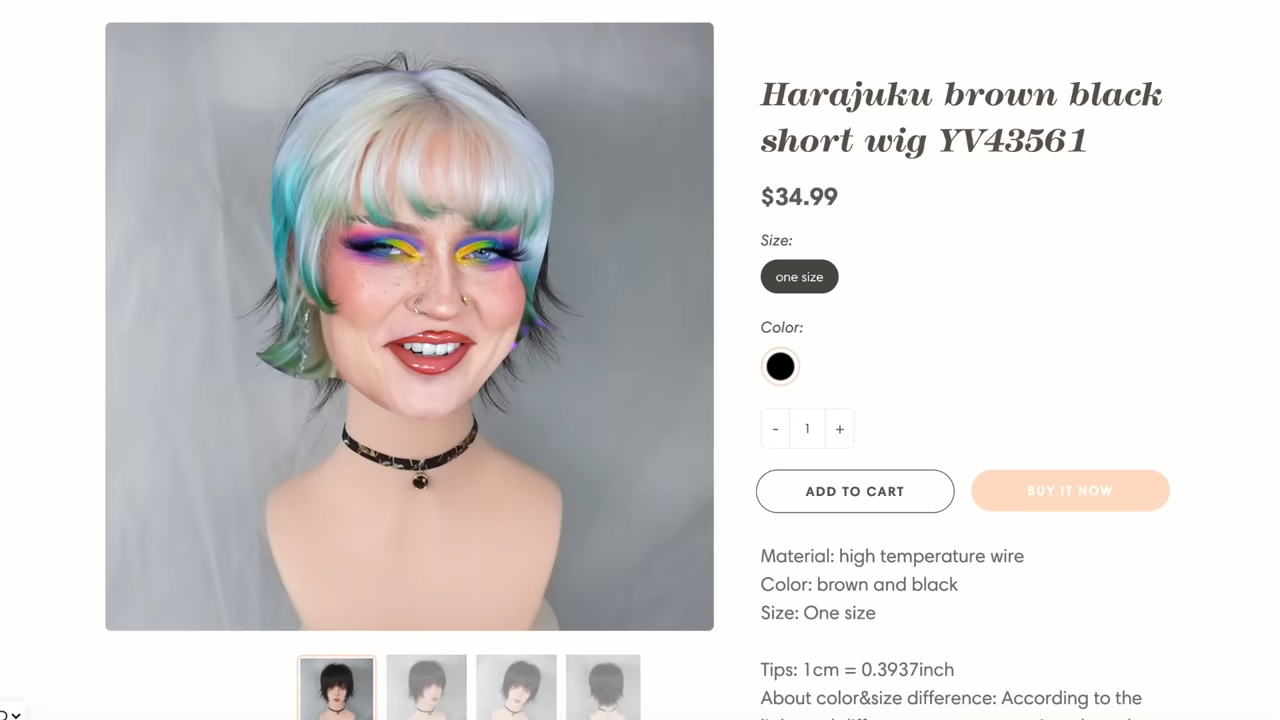 Harajuku brown black
short wig YV43561
$34.99
Size:
one size
Color:
- 1 +
ADD TO CART
BUY IT NOW
Material: high temperature wire
Color: brown and black
Size: One size
Tips: 1cm = 0.3937inch
About color&size difference: According to the